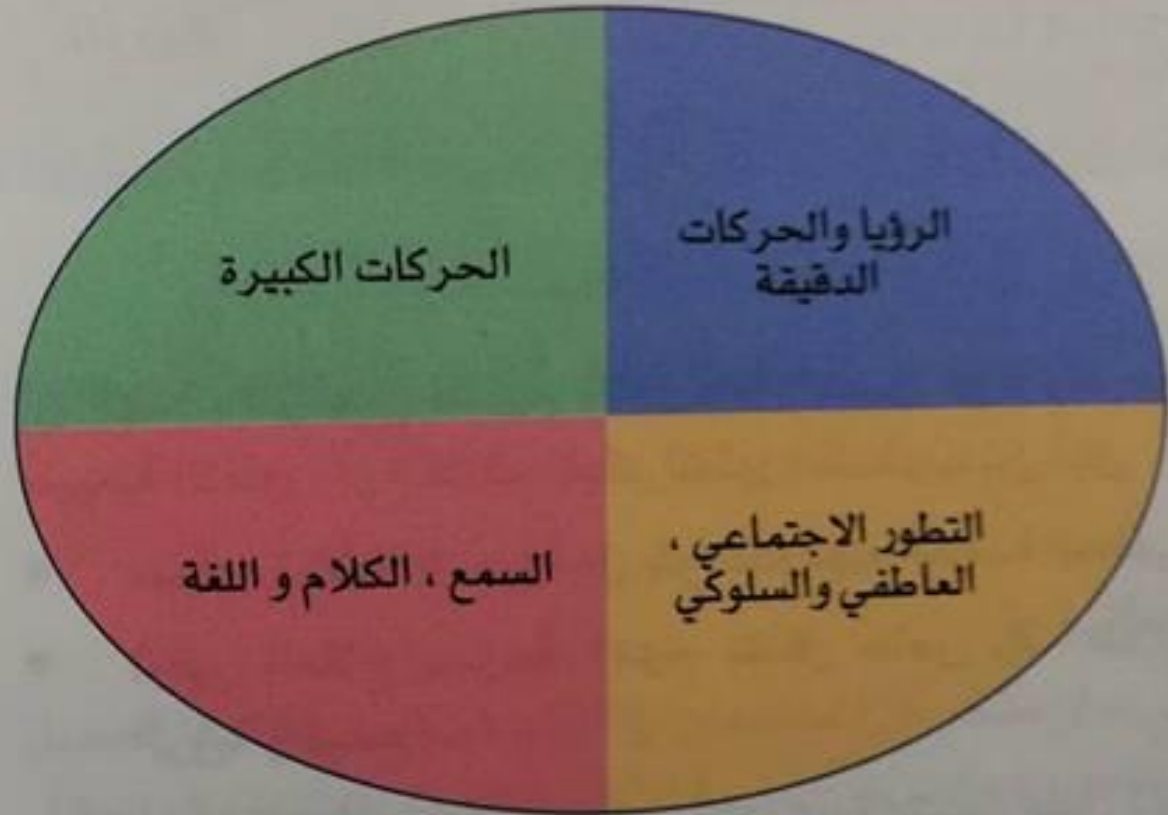 الرؤيا والحركات
الدقيقة
الحركات الكبيرة
التطور الاجتماعي ،
العاطفي والسلوكي
السمع ، الكلام و اللغة